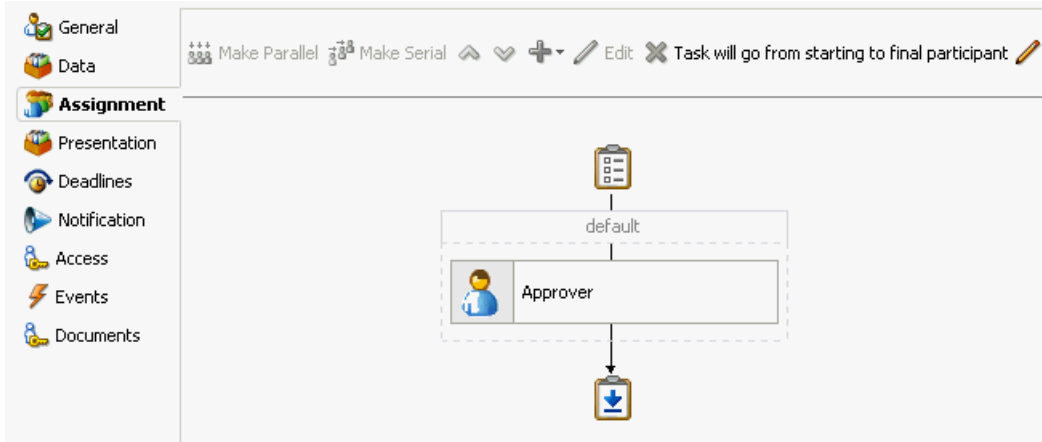 General
Data
Assignment
Presentation
Deadlines
Notification
Access
Events
Documents
Make Parallel Make Serial Edit Task will go from starting to final participant
default
Approver